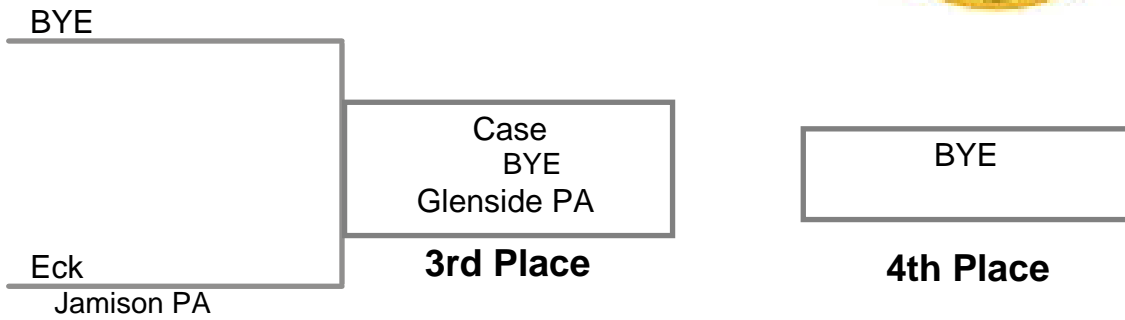 BYE
Case
BYE
Glenside PA
3rd Place
BYE
4th Place
Eck
Jamison PA